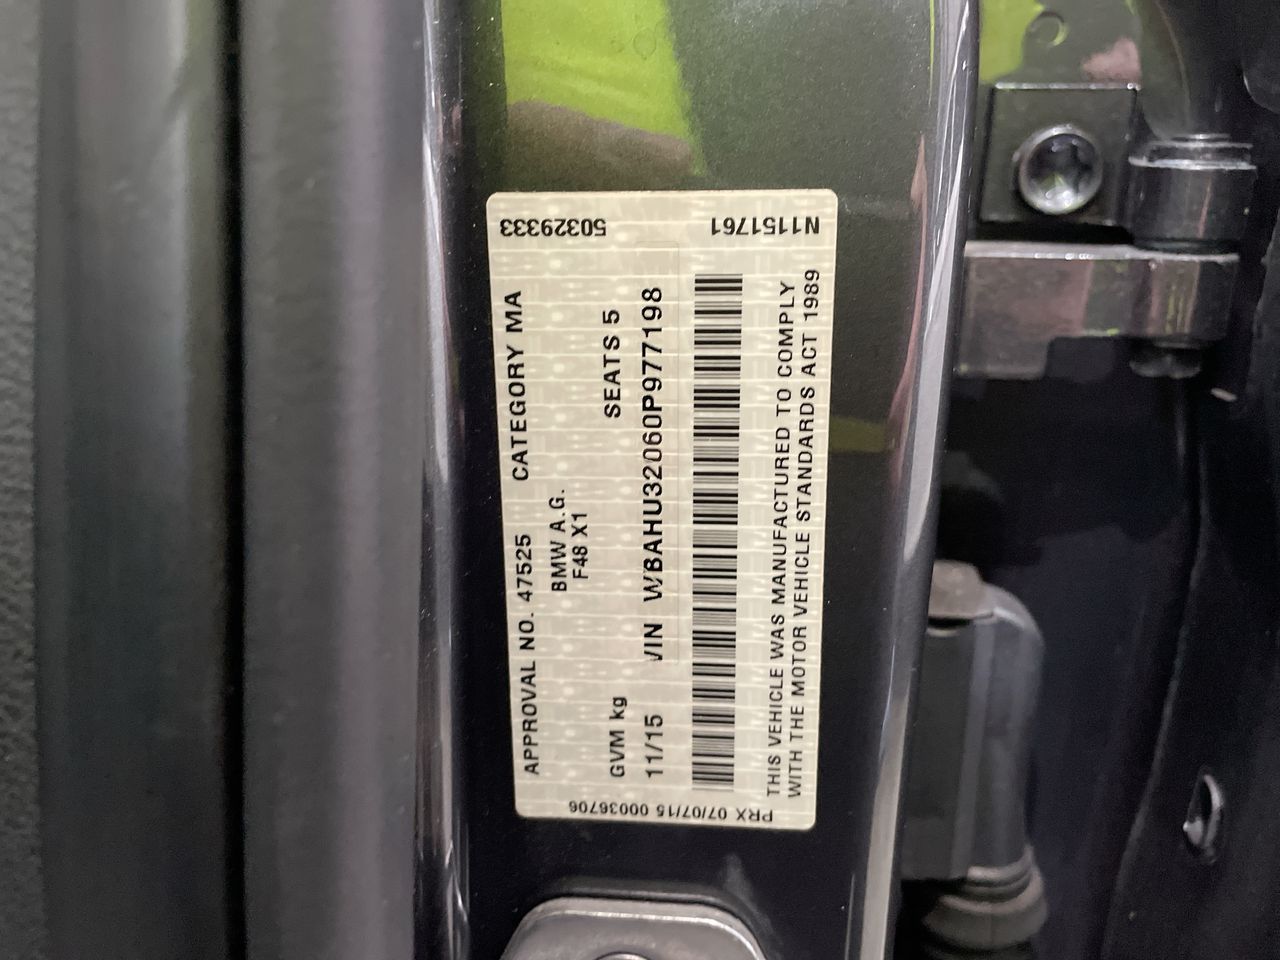 APPROVAL NO. 47525 CATEGORY MA
BMW A.G.
F48 X1
GVM kg SEATS 5
11/15 VIN WBAHU32060P977198
THIS VEHICLE WAS MANUFACTURED TO COMPLY
WITH THE MOTOR VEHICLE STANDARDS ACT 1989
50329333
N1151761
PRX 07/07/15 00036706